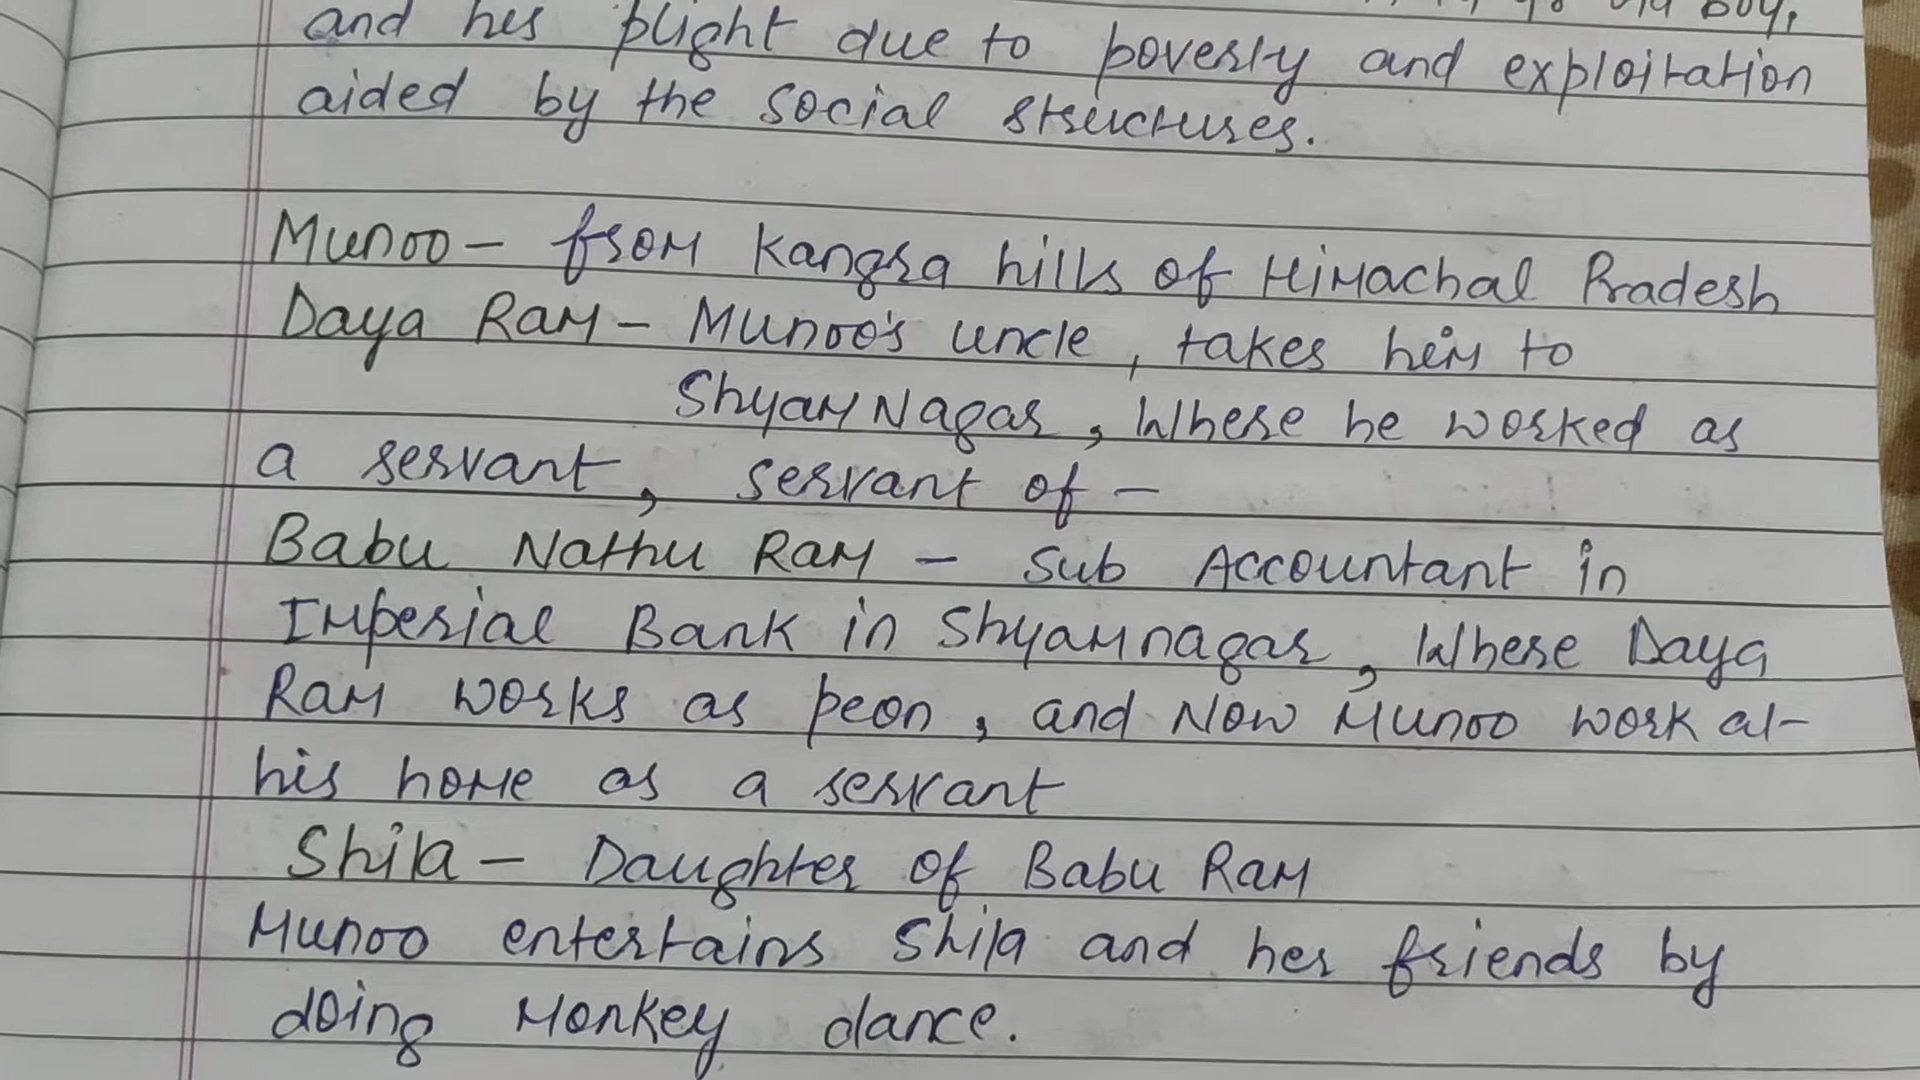 old boy,
and his plight due to poverty and exploitation
aided by the social structures.
Munoo - from Kangra hills of Himachal Pradesh
Daya Ram - Munoo's uncle, takes him to
Shyam Nagar, Where he worked as
a servant, servant of -
Babu Nathu Ram - Sub Accountant in
Imperial Bank in Shyamnagar, Where Daya
Ram works as peon, and Now Munoo work at
his home as a servant
Shila - Daughter of Babu Ram
Munoo entertains Shila and her friends by
doing Monkey dance.